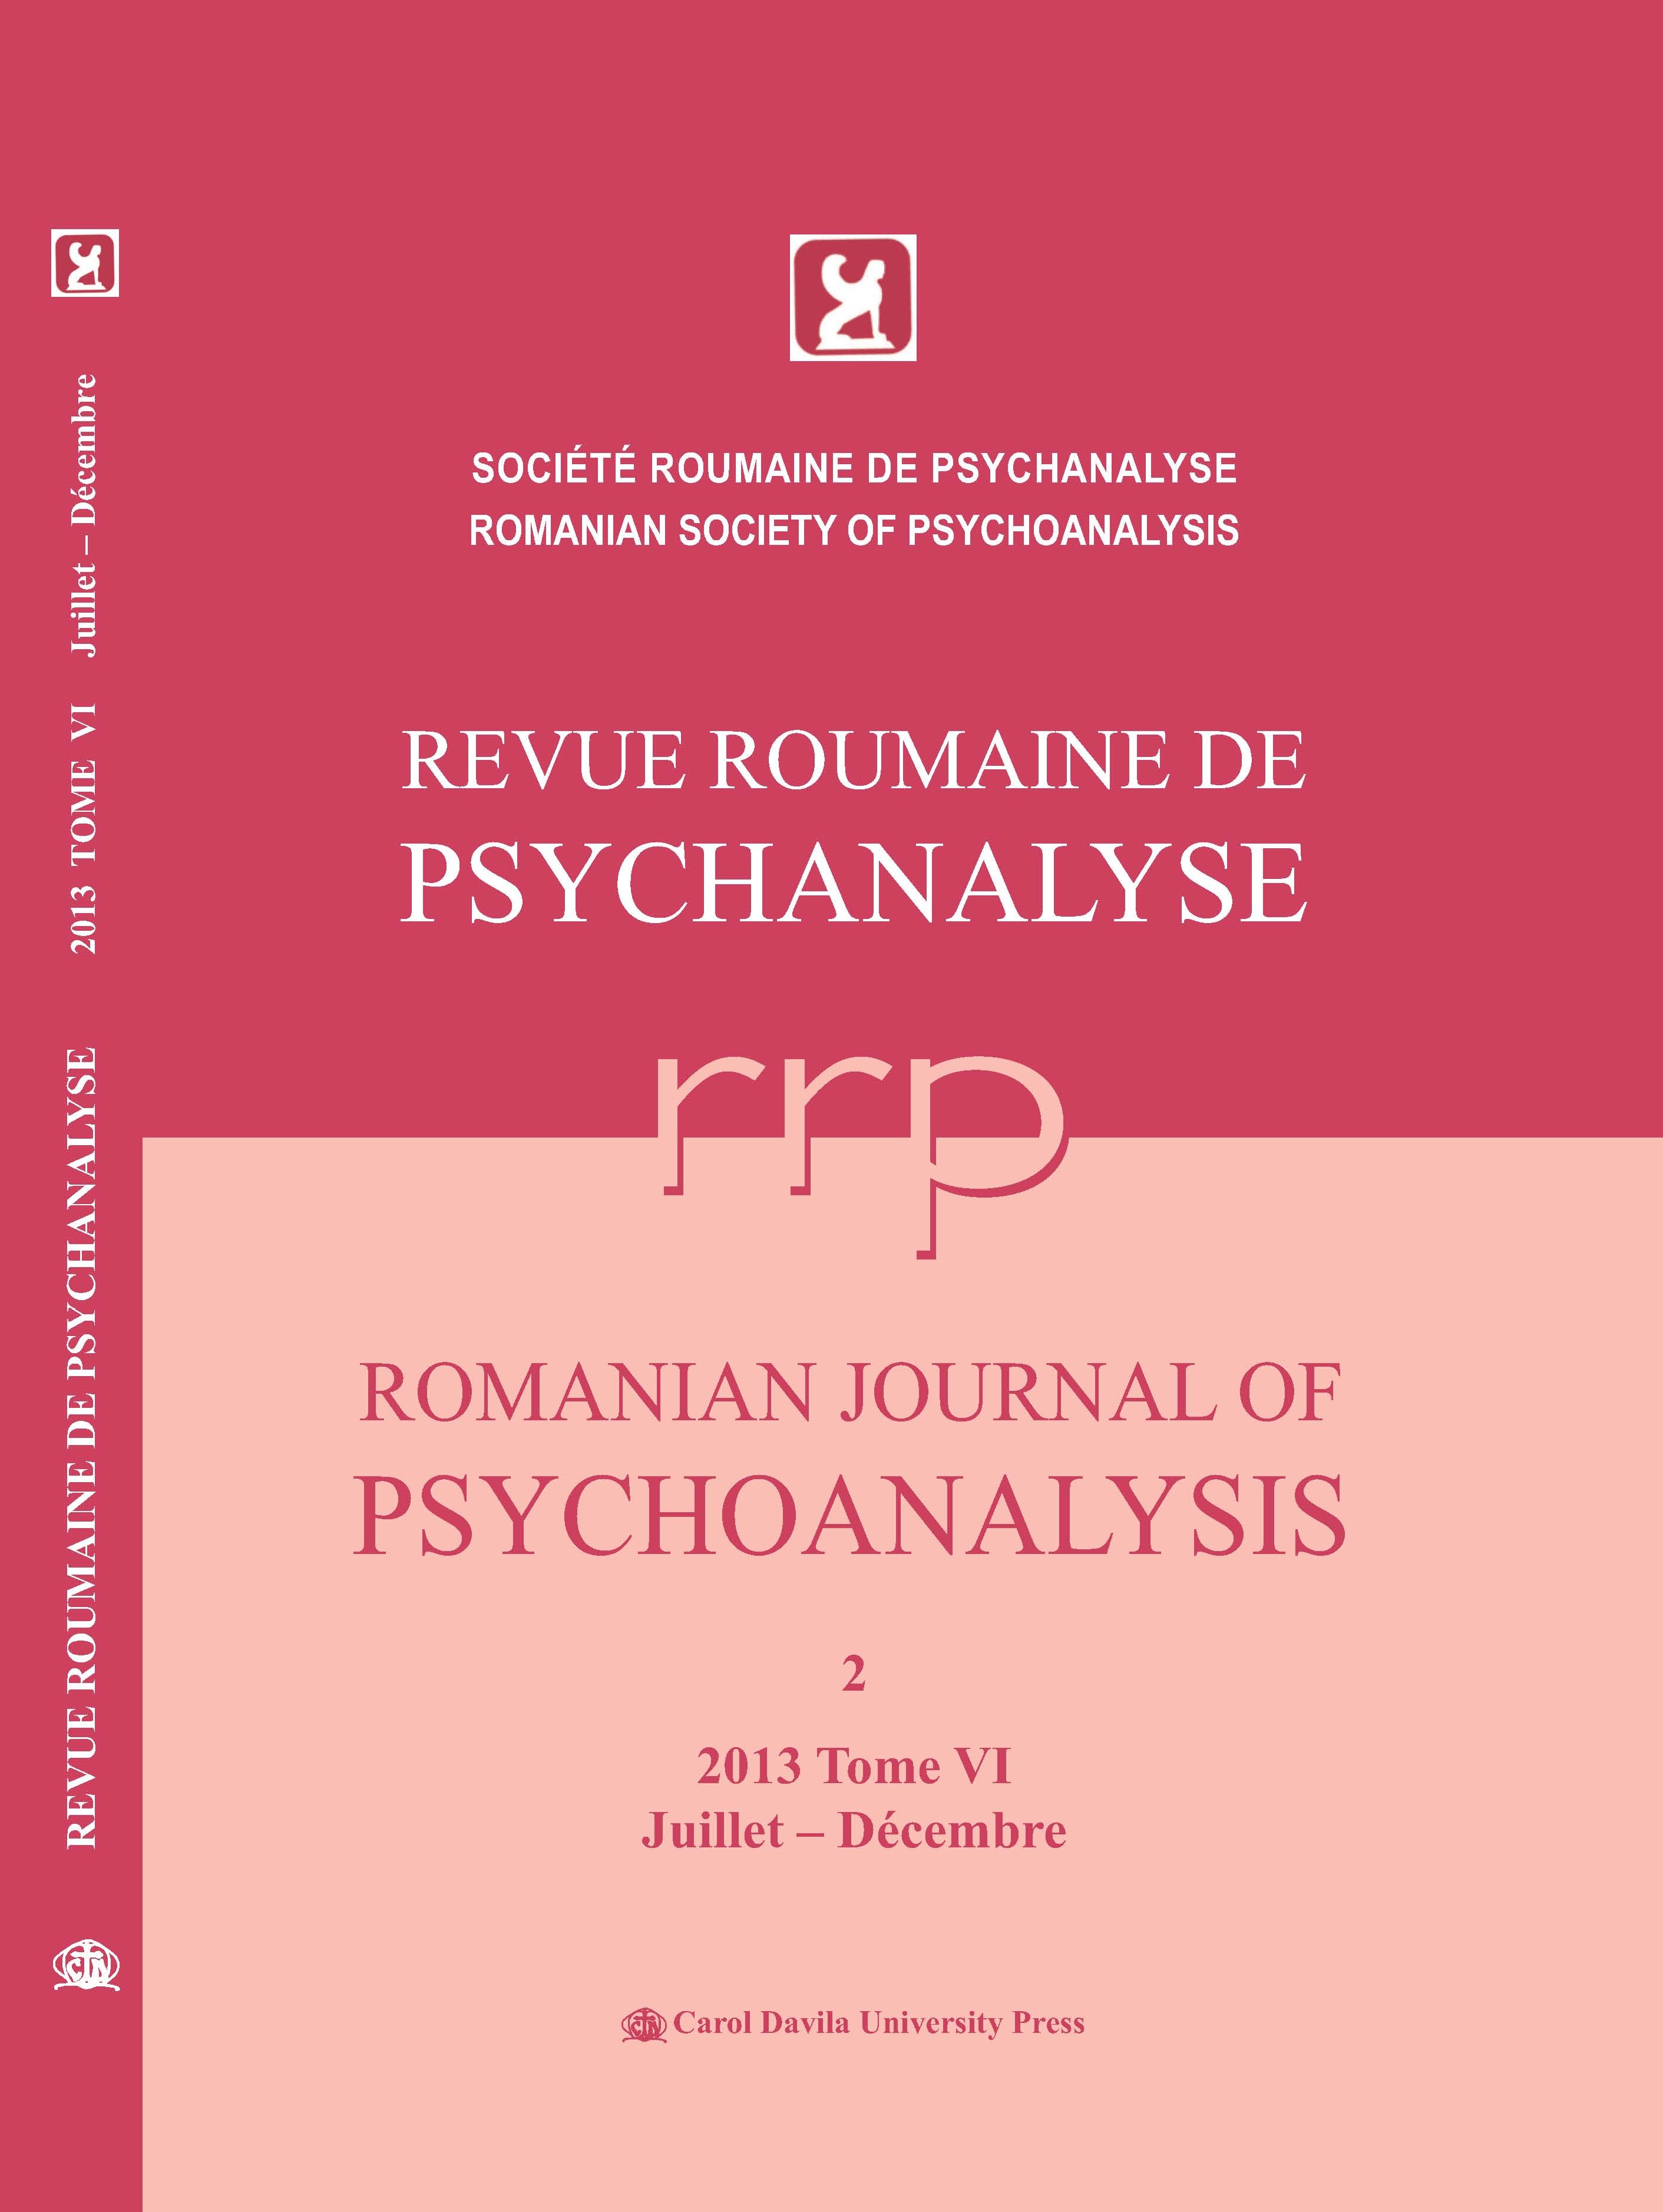 SOCIÉTÉ ROUMAINE DE PSYCHANALYSE
ROMANIAN SOCIETY OF PSYCHOANALYSIS
REVUE ROUMAINE DE
PSYCHANALYSE
rrp
ROMANIAN JOURNAL OF
PSYCHOANALYSIS
2
2013 Tome VI
Juillet – Décembre
Carol Davila University Press
REVUE ROUMAINE DE PSYCHANALYSE 2013 TOME VI Juillet – Décembre